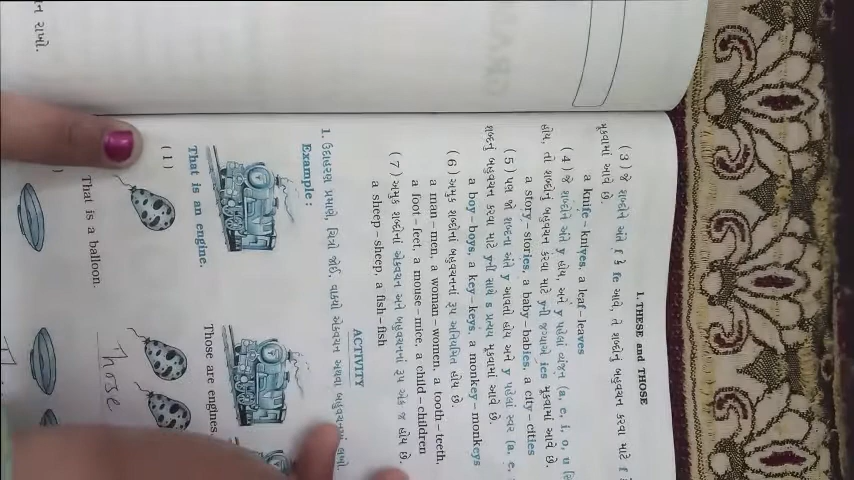 1. THESE and THOSE
(3) જે શબ્દોને અંતે f કે fe આવે, તે શબ્દોનું બહુવચન કરવા માટે f
મૂકવામાં આવે છે.
a knife – knives, a leaf – leaves
(4) જે શબ્દોને અંતે y હોય, અને y પહેલાં વ્યંજન (a, e, i, o, u
હોય, તો શબ્દોનું બહુવચન કરવા માટે yની જગ્યાએ ies મૂકવામાં આવે છે.
a story – stories, a baby – babies, a city – cities
(5) પણ જો શબ્દના અંતે y આવતો હોય અને y પહેલાં સ્વર (a, e,
શબ્દનું બહુવચન કરવા માટે yની સાથે s પ્રત્યય મૂકવામાં આવે છે.
a boy – boys, a key – keys, a monkey – monkeys
(6) અમુક શબ્દોનાં બહુવચનનાં રૂપ અનિયમિત હોય છે.
a man – men, a woman – women, a tooth – teeth,
a foot – feet, a mouse – mice, a child – children
(7) અમુક શબ્દોનાં એકવચન અને બહુવચનનાં રૂપ એક જ હોય છે.
a sheep – sheep, a fish – fish
ACTIVITY
1. ઉદાહરણ પ્રમાણે, ચિત્રો જોઈ, વાક્યો એકવચન અથવા બહુવચનમાં લખો.
Example :
That is an engine. Those are engines.
(1)
That is a balloon. Those